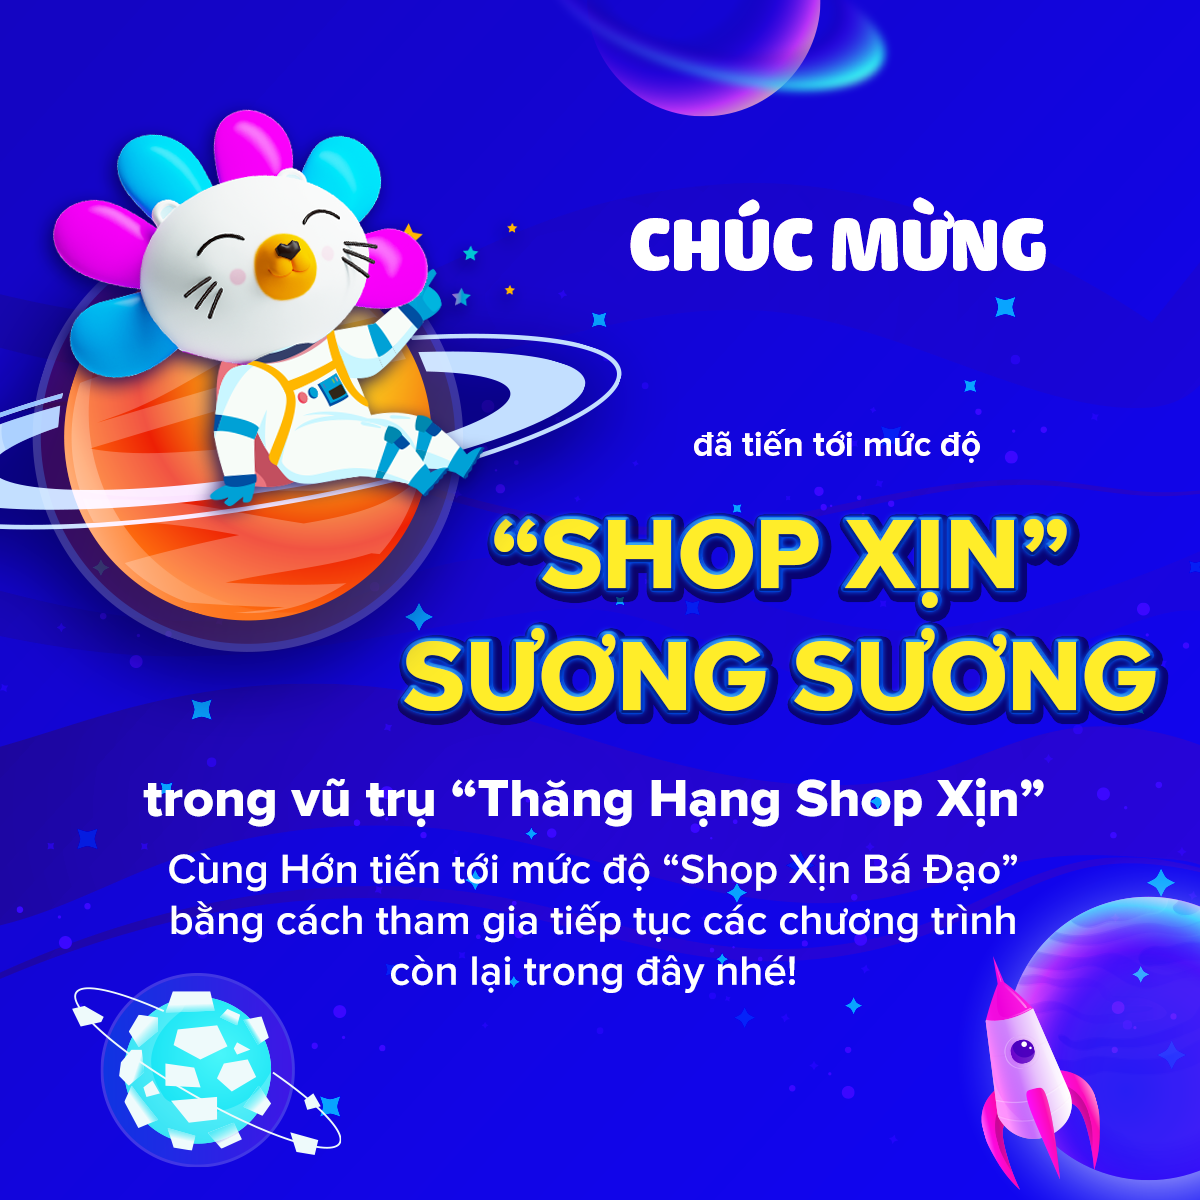 CHÚC MỪNG
đã tiến tới mức độ
“SHOP XỊN”
SƯƠNG SƯƠNG
trong vũ trụ “Thăng Hạng Shop Xịn”
Cùng Hớn tiến tới mức độ “Shop Xịn Bá Đạo”
bằng cách tham gia tiếp tục các chương trình
còn lại trong đây nhé!